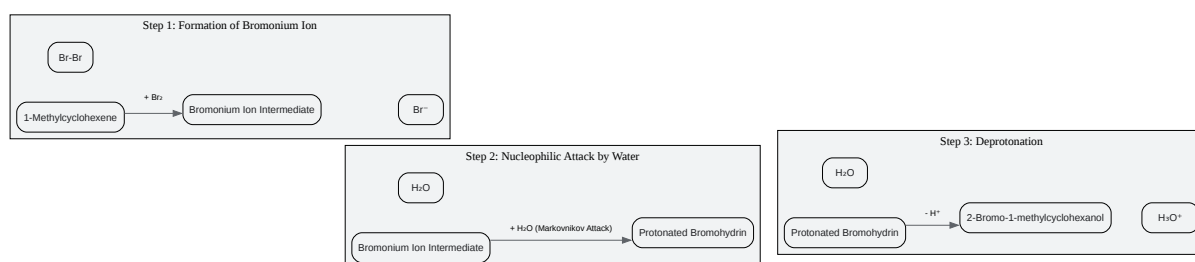 Step 1: Formation of Bromonium Ion
Br-Br
+ Br₂
1-Methylcyclohexene
Bromonium Ion Intermediate
Br⁻
Step 2: Nucleophilic Attack by Water
H₂O
+ H₂O (Markovnikov Attack)
Bromonium Ion Intermediate
Protonated Bromohydrin
Step 3: Deprotonation
H₂O
- H⁺
Protonated Bromohydrin
2-Bromo-1-methylcyclohexanol
H₃O⁺